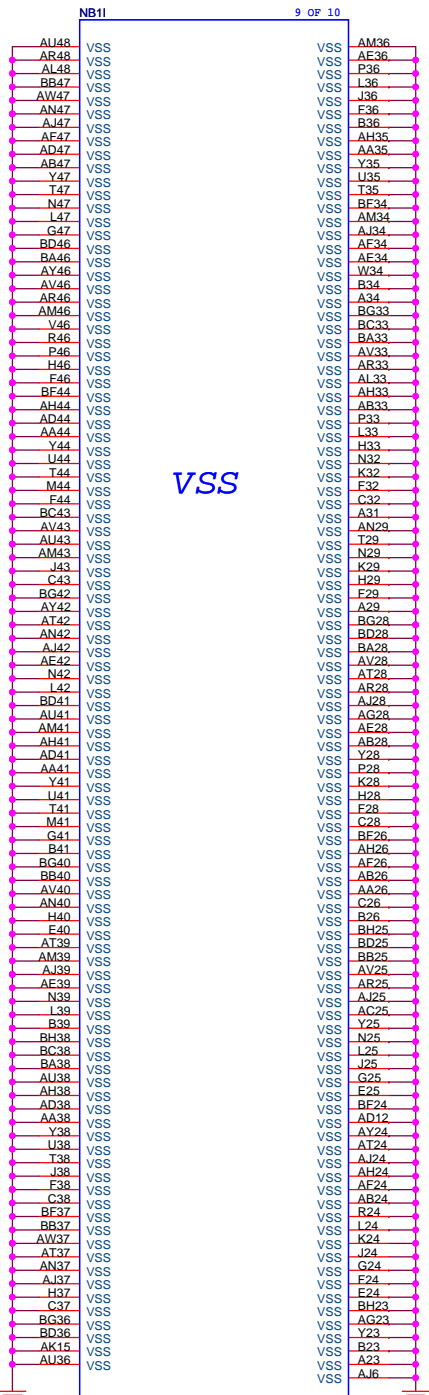 NB1I 9 OF 10
AU48 VSS VSS AM36
AR48 VSS VSS AE36
AL48 VSS VSS P36
BB47 VSS VSS L36
AW47 VSS VSS J36
AN47 VSS VSS F36
AJ47 VSS VSS B36
AF47 VSS VSS AH35
AD47 VSS VSS AA35
AB47 VSS VSS Y35
Y47 VSS VSS U35
T47 VSS VSS T35
N47 VSS VSS BF34
L47 VSS VSS AM34
G47 VSS VSS AJ34
BD46 VSS VSS AF34
BA46 VSS VSS AE34
AY46 VSS VSS W34
AV46 VSS VSS B34
AR46 VSS VSS A34
AM46 VSS VSS BG33
V46 VSS VSS BC33
R46 VSS VSS BA33
P46 VSS VSS AV33
H46 VSS VSS AR33
F46 VSS VSS AL33
BF44 VSS VSS AH33
AH44 VSS VSS AB33
AD44 VSS VSS P33
AA44 VSS VSS L33
Y44 VSS VSS H33
U44 VSS VSS N32
T44 VSS VSS K32
VSS
M44 VSS VSS F32
F44 VSS VSS C32
BC43 VSS VSS A31
AV43 VSS VSS AN29
AU43 VSS VSS T29
AM43 VSS VSS N29
J43 VSS VSS K29
C43 VSS VSS H29
BG42 VSS VSS F29
AY42 VSS VSS A29
AT42 VSS VSS BG28
AN42 VSS VSS BD28
AJ42 VSS VSS BA28
AE42 VSS VSS AV28
N42 VSS VSS AT28
L42 VSS VSS AR28
BD41 VSS VSS AJ28
AU41 VSS VSS AG28
AM41 VSS VSS AE28
AH41 VSS VSS AB28
AD41 VSS VSS Y28
AA41 VSS VSS P28
Y41 VSS VSS K28
U41 VSS VSS H28
T41 VSS VSS F28
M41 VSS VSS C28
G41 VSS VSS BF26
B41 VSS VSS AH26
BG40 VSS VSS AF26
BB40 VSS VSS AB26
AV40 VSS VSS AA26
AN40 VSS VSS C26
H40 VSS VSS B26
E40 VSS VSS BH25
AT39 VSS VSS BD25
AM39 VSS VSS BB25
AJ39 VSS VSS AV25
AE39 VSS VSS AR25
N39 VSS VSS AJ25
L39 VSS VSS AC25
B39 VSS VSS Y25
BH38 VSS VSS N25
BC38 VSS VSS L25
BA38 VSS VSS J25
AU38 VSS VSS G25
AH38 VSS VSS E25
AD38 VSS VSS BF24
AA38 VSS VSS AD12
Y38 VSS VSS AY24
U38 VSS VSS AT24
T38 VSS VSS AJ24
J38 VSS VSS AH24
F38 VSS VSS AF24
C38 VSS VSS AB24
BF37 VSS VSS R24
BB37 VSS VSS L24
AW37 VSS VSS K24
AT37 VSS VSS J24
AN37 VSS VSS G24
AJ37 VSS VSS F24
H37 VSS VSS E24
C37 VSS VSS BH23
BG36 VSS VSS AG23
BD36 VSS VSS Y23
AK15 VSS VSS B23
AU36 VSS VSS A23
VSS AJ6